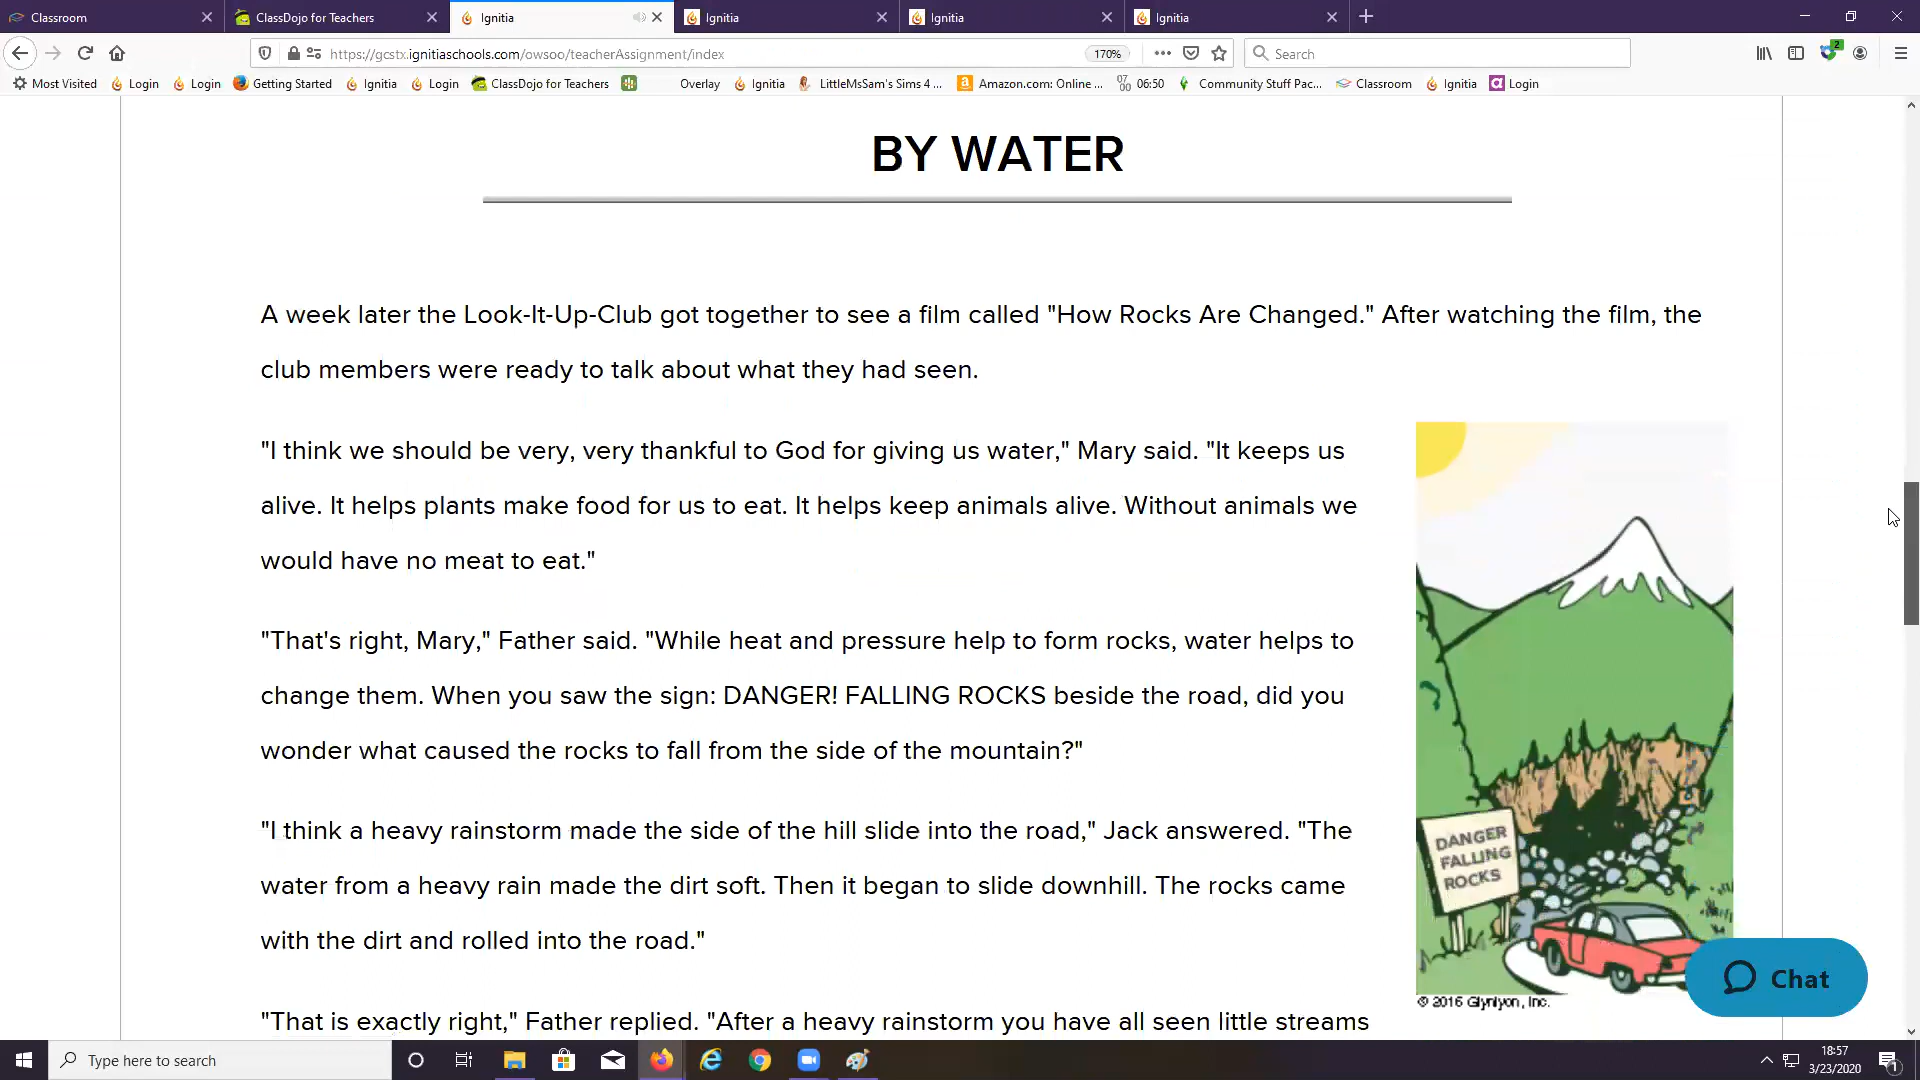 Classroom
ClassDojo for Teachers
Ignitia
Ignitia
Ignitia
Ignitia
https://gcstx.ignitiaschools.com/owsoo/teacherAssignment/index
170%
Search
2
Most Visited
Login
Login
Getting Started
Ignitia
Login
ClassDojo for Teachers
Overlay
Ignitia
LittleMsSam's Sims 4 ...
Amazon.com: Online ...
07 00
06:50
Community Stuff Pac...
Classroom
Ignitia
Login
BY WATER
A week later the Look-It-Up-Club got together to see a film called "How Rocks Are Changed." After watching the film, the
club members were ready to talk about what they had seen.
"I think we should be very, very thankful to God for giving us water," Mary said. "It keeps us
alive. It helps plants make food for us to eat. It helps keep animals alive. Without animals we
would have no meat to eat."
"That's right, Mary," Father said. "While heat and pressure help to form rocks, water helps to
change them. When you saw the sign: DANGER! FALLING ROCKS beside the road, did you
wonder what caused the rocks to fall from the side of the mountain?"
"I think a heavy rainstorm made the side of the hill slide into the road," Jack answered. "The
water from a heavy rain made the dirt soft. Then it began to slide downhill. The rocks came
with the dirt and rolled into the road."
"That is exactly right," Father replied. "After a heavy rainstorm you have all seen little streams
DANGER
FALLING
ROCKS
© 2016 Glynlyon, Inc.
Chat
Type here to search
18:57
3/23/2020
1